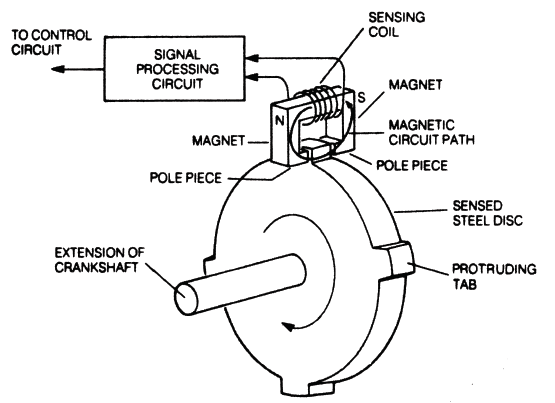 SENSING
COIL
TO CONTROL
CIRCUIT
SIGNAL
PROCESSING
CIRCUIT
MAGNET
N
S
MAGNET
MAGNETIC
CIRCUIT PATH
POLE PIECE
POLE PIECE
SENSED
STEEL DISC
EXTENSION OF
CRANKSHAFT
PROTRUDING
TAB